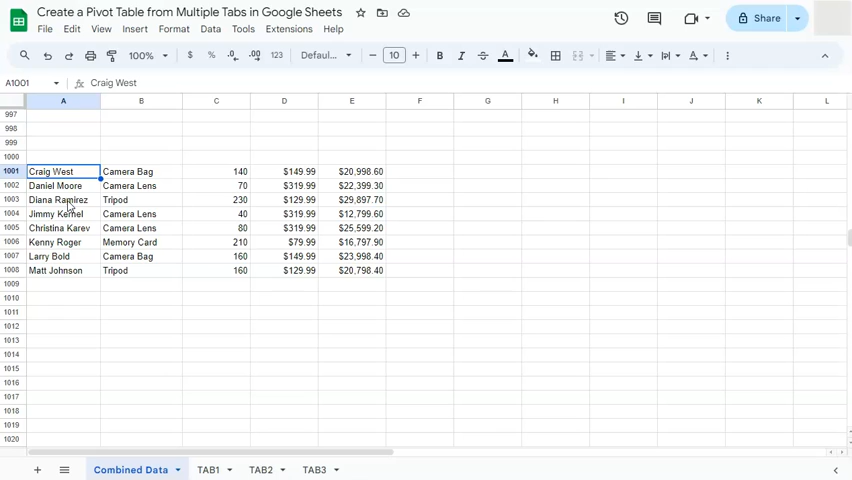 Create a Pivot Table from Multiple Tabs in Google Sheets
Share
File Edit View Insert Format Data Tools Extensions Help
100% $ % .0 .00 123 Defaul... 10 B I S A A
A1001 fx Craig West
A B C D E F G H I J K L
997
998
999
1000
1001 Craig West Camera Bag 140 $149.99 $20,998.60
1002 Daniel Moore Camera Lens 70 $319.99 $22,399.30
1003 Diana Ramirez Tripod 230 $129.99 $29,897.70
1004 Jimmy Kernel Camera Lens 40 $319.99 $12,799.60
1005 Christina Karev Camera Lens 80 $319.99 $25,599.20
1006 Kenny Roger Memory Card 210 $79.99 $16,797.90
1007 Larry Bold Camera Bag 160 $149.99 $23,998.40
1008 Matt Johnson Tripod 160 $129.99 $20,798.40
1009
1010
1011
1012
1013
1014
1015
1016
1017
1018
1019
1020
Combined Data TAB1 TAB2 TAB3